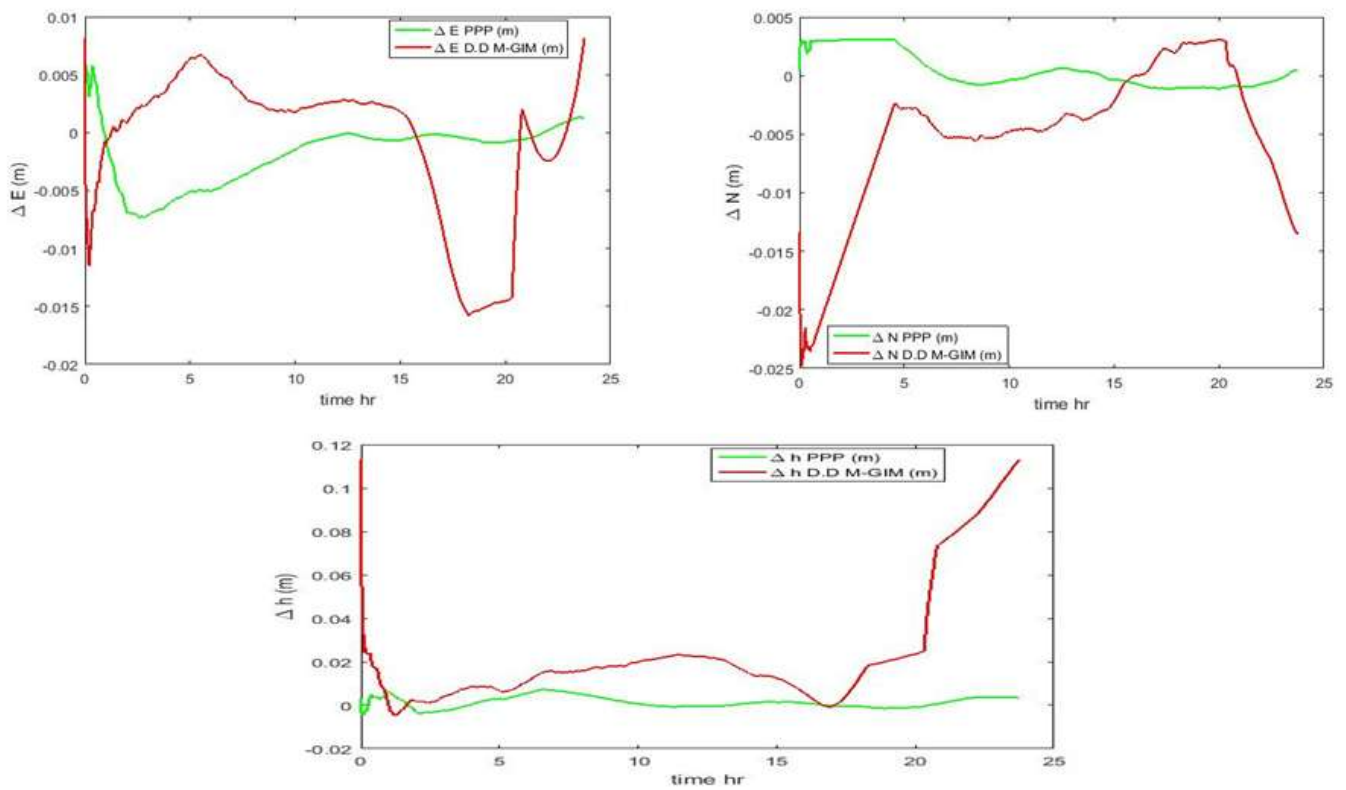 0.01
0.005
0
-0.005
-0.01
-0.015
-0.02
Δ E (m)
Δ E PPP (m)
Δ E D.D M-GIM (m)
0 5 10 15 20 25
time hr
0.005
0
-0.005
-0.01
-0.015
-0.02
-0.025
Δ N (m)
Δ N PPP (m)
Δ N D.D M-GIM (m)
0 5 10 15 20 25
time hr
0.12
0.1
0.08
0.06
0.04
0.02
0
-0.02
Δ h (m)
Δ h PPP (m)
Δ h D.D M-GIM (m)
0 5 10 15 20 25
time hr